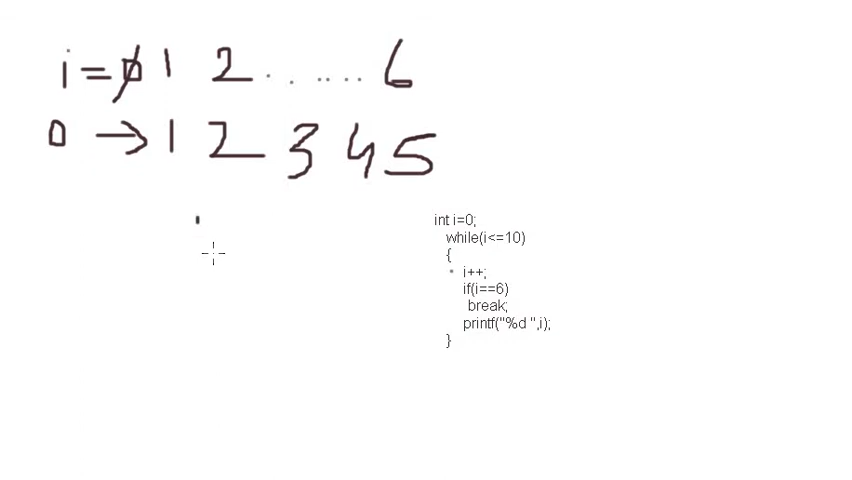 i = 0 1 2 . . . . . . 6
0 → 1 2 3 4 5
int i=0;
while(i<=10)
{
i++;
if(i==6)
break;
printf("%d ",i);
}